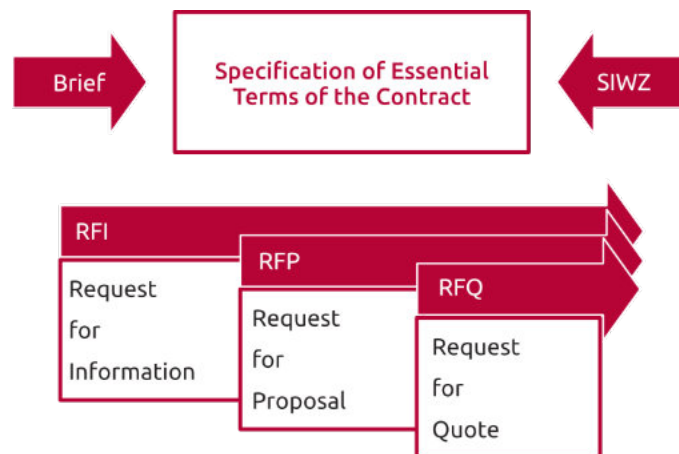 Brief
Specification of Essential
Terms of the Contract
SIWZ
RFI
Request
for
Information
RFP
Request
for
Proposal
RFQ
Request
for
Quote